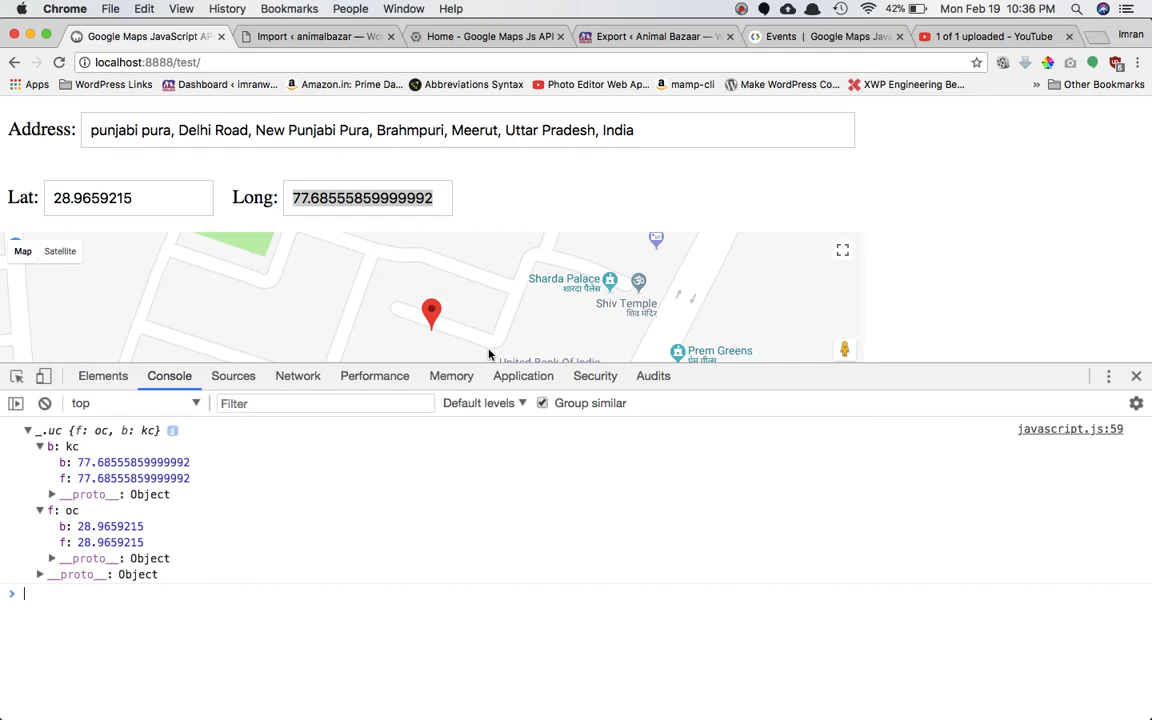 Chrome File Edit View History Bookmarks People Window Help 42% Mon Feb 19 10:36 PM
Google Maps JavaScript AP Import ‹ animalbazar — Wo Home - Google Maps Js API Export ‹ Animal Bazaar — W Events | Google Maps Java 1 of 1 uploaded - YouTube Imran
localhost:8888/test/
Apps WordPress Links Dashboard ‹ imranw... Amazon.in: Prime Da... Abbreviations Syntax Photo Editor Web Ap... mamp-cli Make WordPress Co... XWP Engineering Be... » Other Bookmarks
Address: punjabi pura, Delhi Road, New Punjabi Pura, Brahmpuri, Meerut, Uttar Pradesh, India
Lat: 28.9659215 Long: 77.68555859999992
Map Satellite
Sharda Palace
शारदा पैलेस
Shiv Temple
शिव मंदिर
Prem Greens
United Bank Of India
Elements Console Sources Network Performance Memory Application Security Audits
top Filter Default levels Group similar
_.uc {f: oc, b: kc} javascript.js:59
b: kc
b: 77.68555859999992
f: 77.68555859999992
__proto__: Object
f: oc
b: 28.9659215
f: 28.9659215
__proto__: Object
__proto__: Object